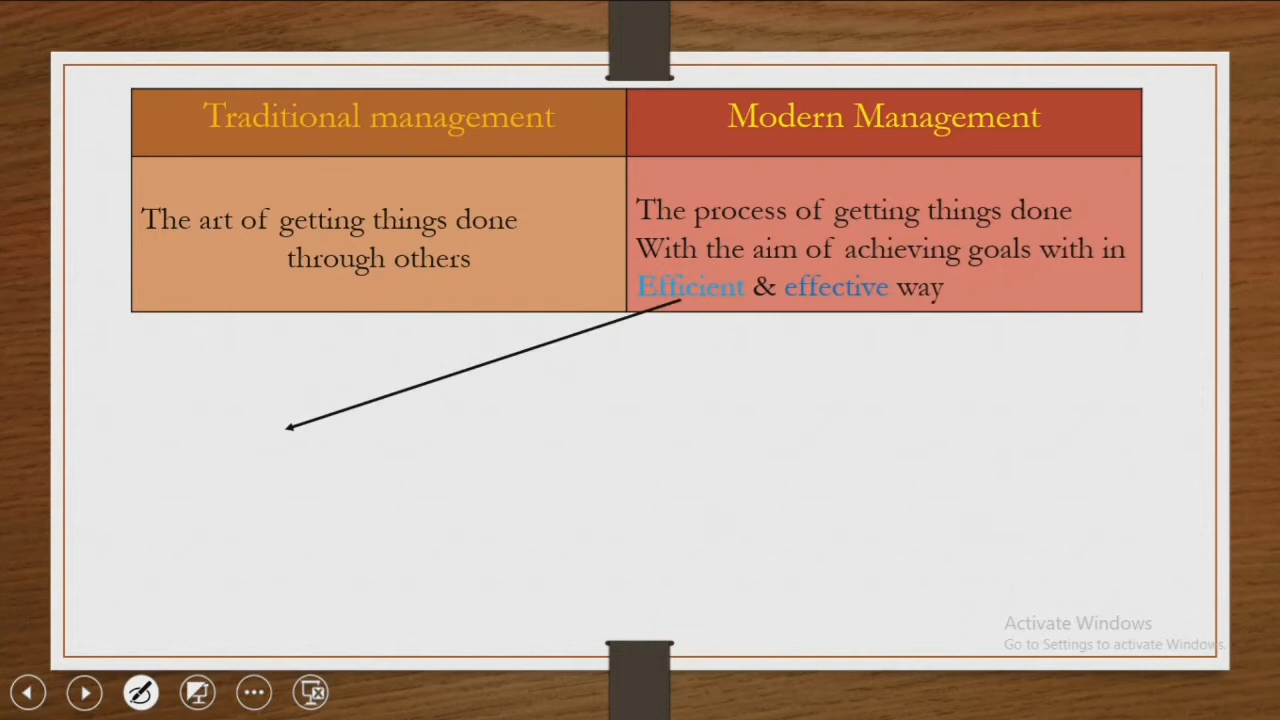 Traditional management
Modern Management
The art of getting things done
through others
The process of getting things done
With the aim of achieving goals with in
Efficient & effective way
Activate Windows
Go to Settings to activate Windows.